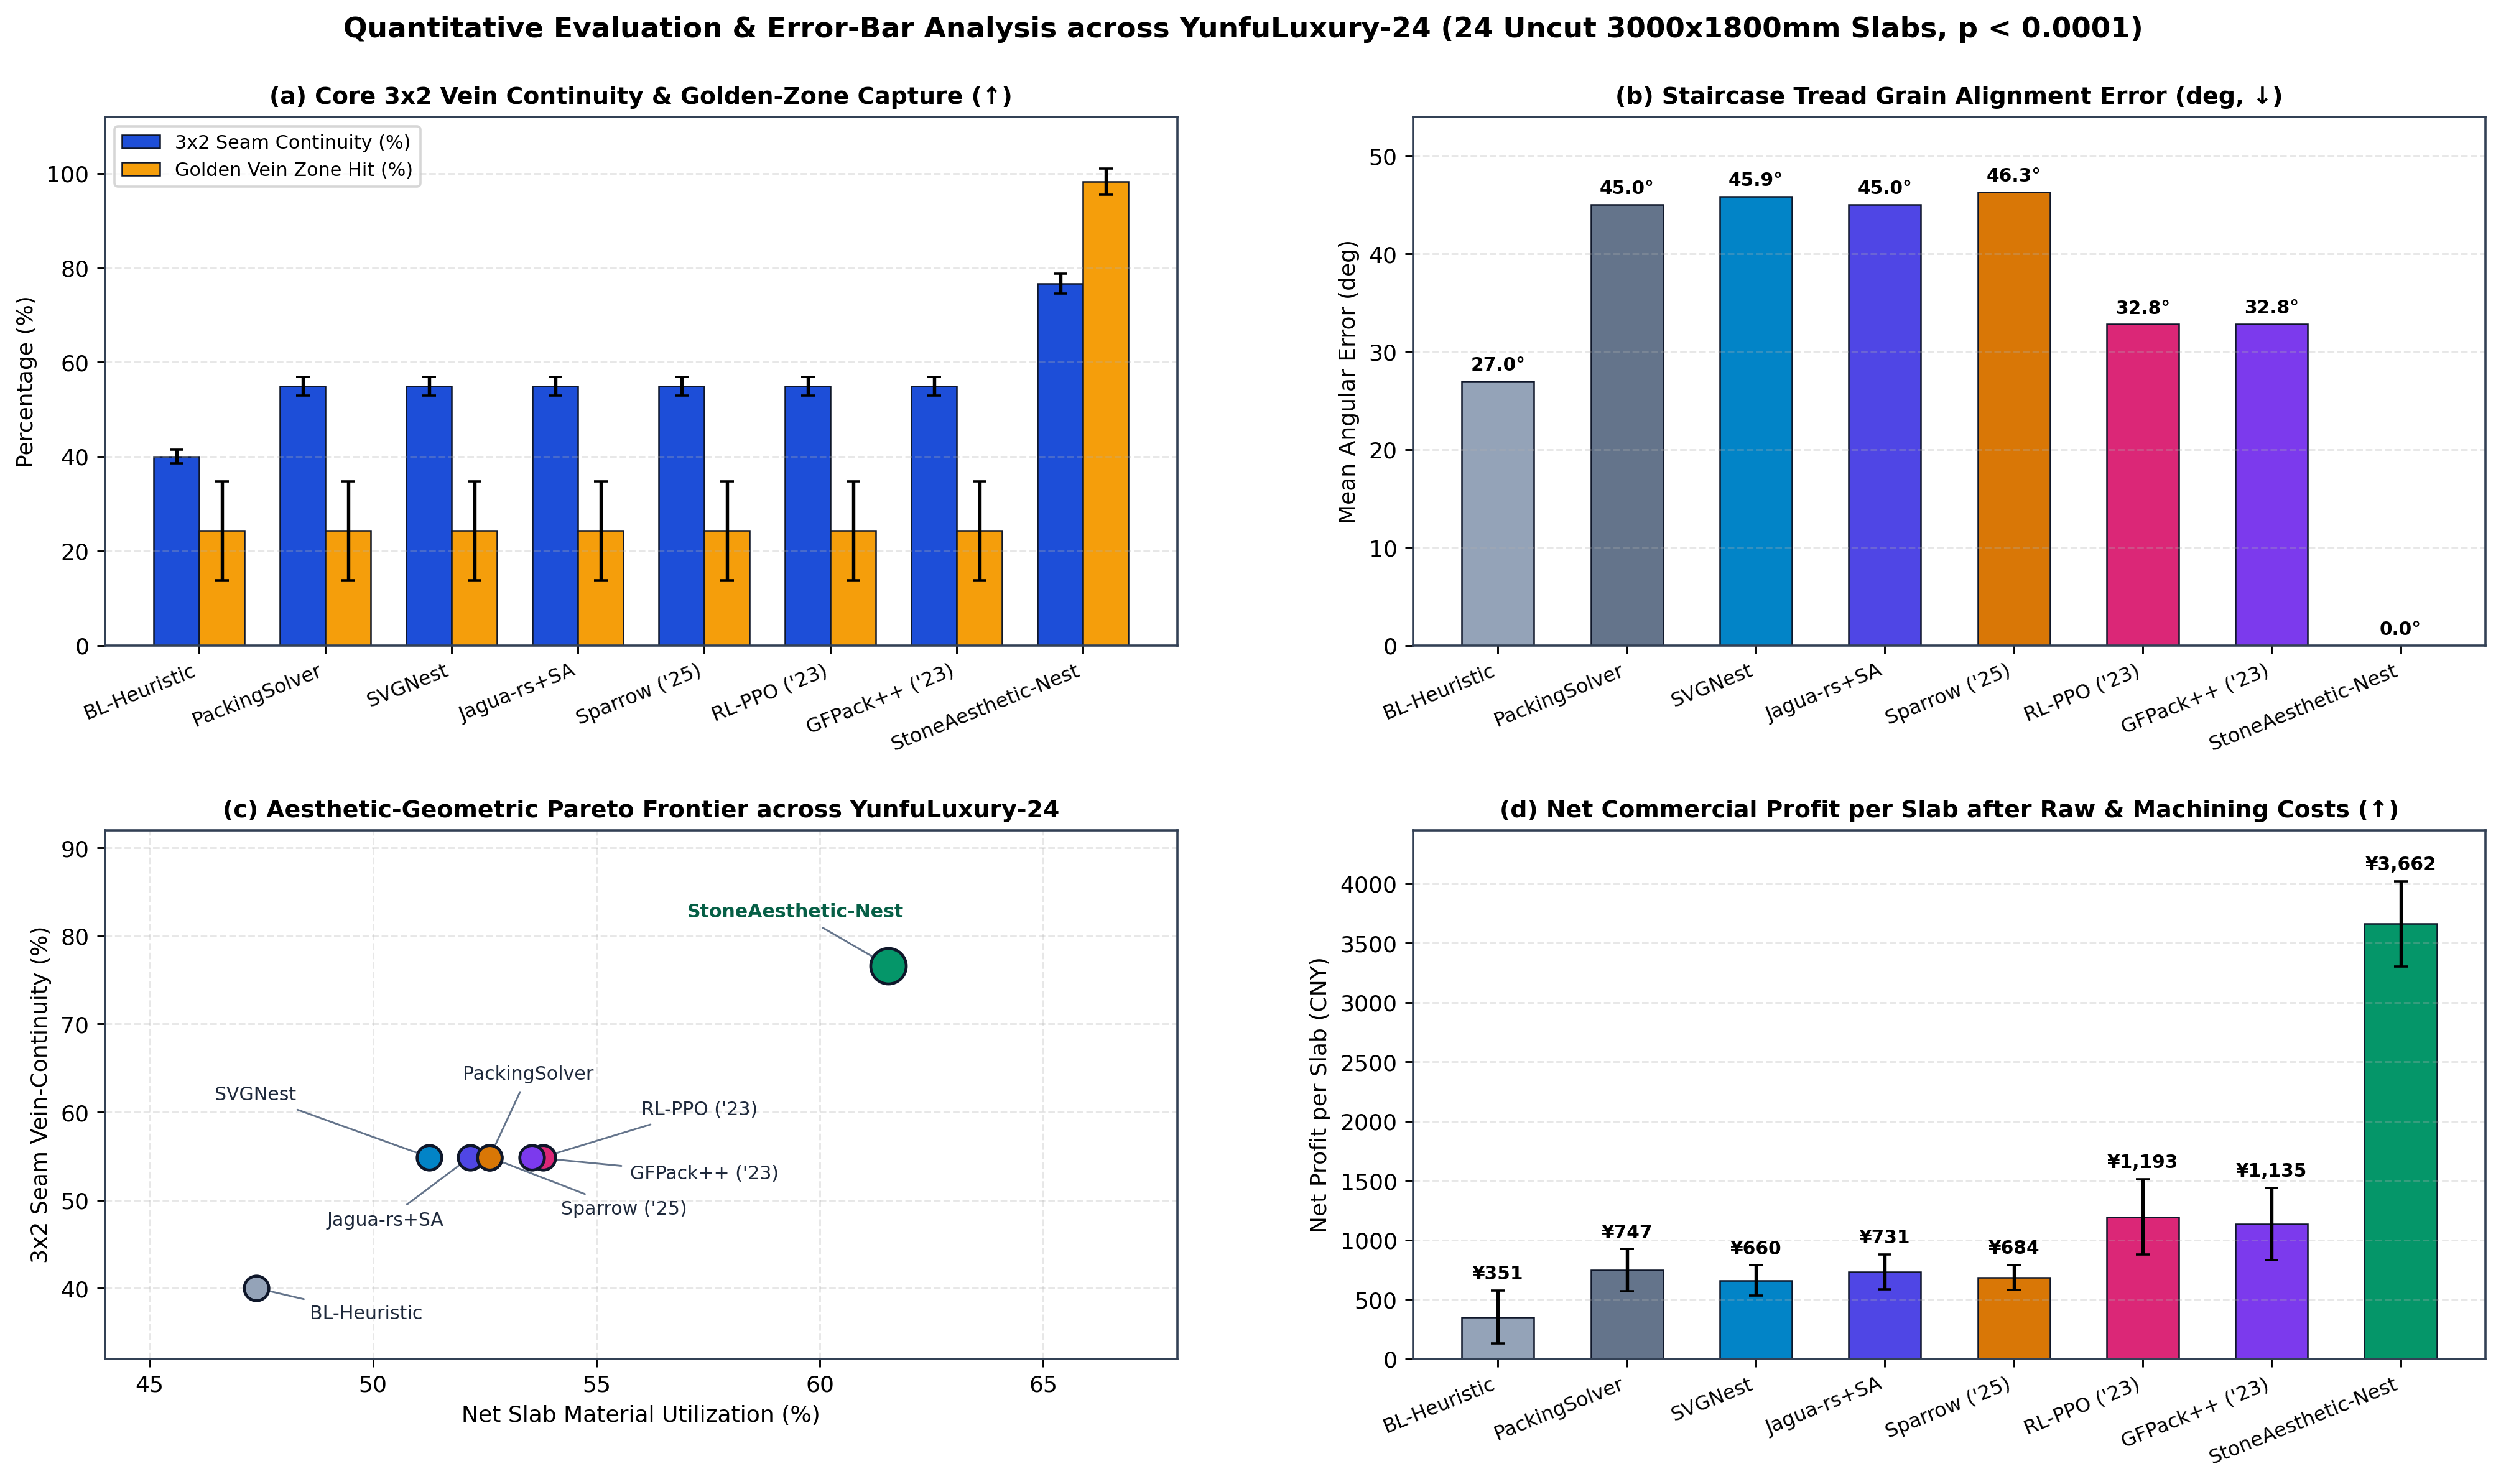 Quantitative Evaluation & Error-Bar Analysis across YunfuLuxury-24 (24 Uncut 3000x1800mm Slabs, p < 0.0001)
(a) Core 3x2 Vein Continuity & Golden-Zone Capture (↑)
3x2 Seam Continuity (%)
Golden Vein Zone Hit (%)
Percentage (%)
100
80
60
40
20
0
BL-Heuristic
PackingSolver
SVGNest
Jagua-rs+SA
Sparrow ('25)
RL-PPO ('23)
GFPack++ ('23)
StoneAesthetic-Nest
(b) Staircase Tread Grain Alignment Error (deg, ↓)
Mean Angular Error (deg)
50
40
30
20
10
0
27.0°
45.0°
45.9°
45.0°
46.3°
32.8°
32.8°
0.0°
BL-Heuristic
PackingSolver
SVGNest
Jagua-rs+SA
Sparrow ('25)
RL-PPO ('23)
GFPack++ ('23)
StoneAesthetic-Nest
(c) Aesthetic-Geometric Pareto Frontier across YunfuLuxury-24
3x2 Seam Vein-Continuity (%)
90
80
70
60
50
40
StoneAesthetic-Nest
PackingSolver
SVGNest
RL-PPO ('23)
GFPack++ ('23)
Sparrow ('25)
Jagua-rs+SA
BL-Heuristic
45
50
55
60
65
Net Slab Material Utilization (%)
(d) Net Commercial Profit per Slab after Raw & Machining Costs (↑)
Net Profit per Slab (CNY)
4000
3500
3000
2500
2000
1500
1000
500
0
¥351
¥747
¥660
¥731
¥684
¥1,193
¥1,135
¥3,662
BL-Heuristic
PackingSolver
SVGNest
Jagua-rs+SA
Sparrow ('25)
RL-PPO ('23)
GFPack++ ('23)
StoneAesthetic-Nest